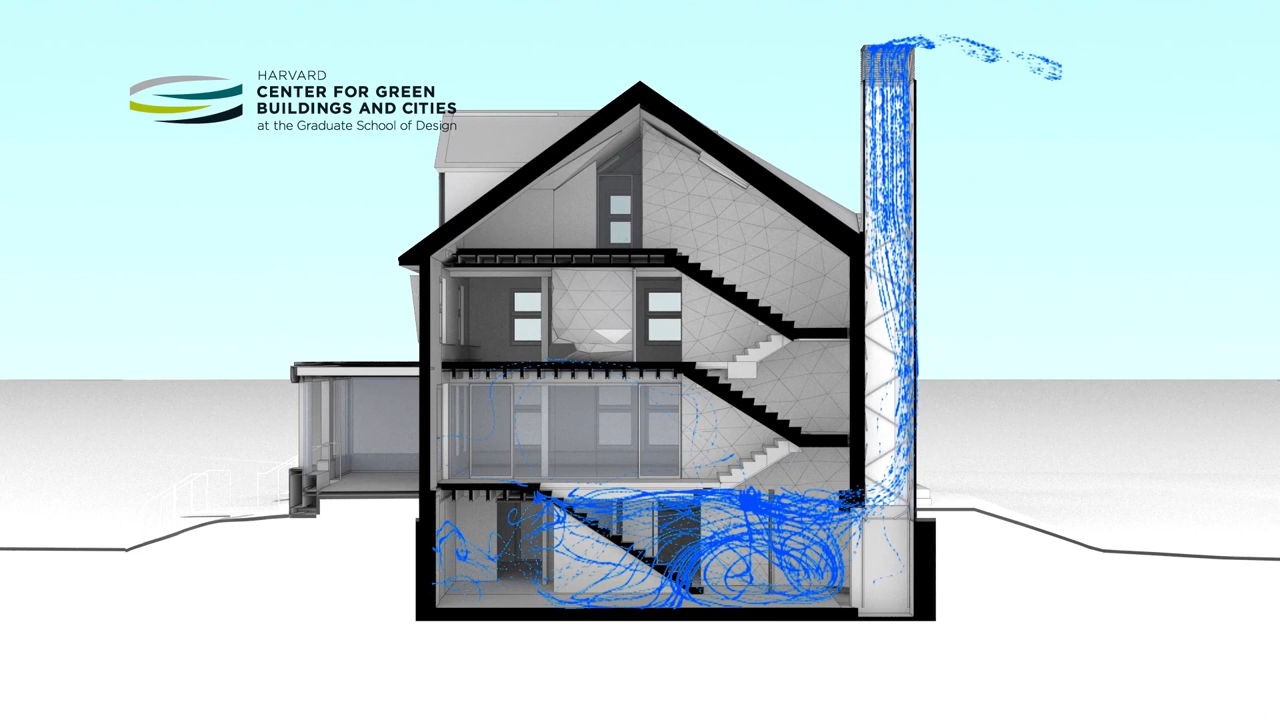 HARVARD
CENTER FOR GREEN
BUILDINGS AND CITIES
at the Graduate School of Design